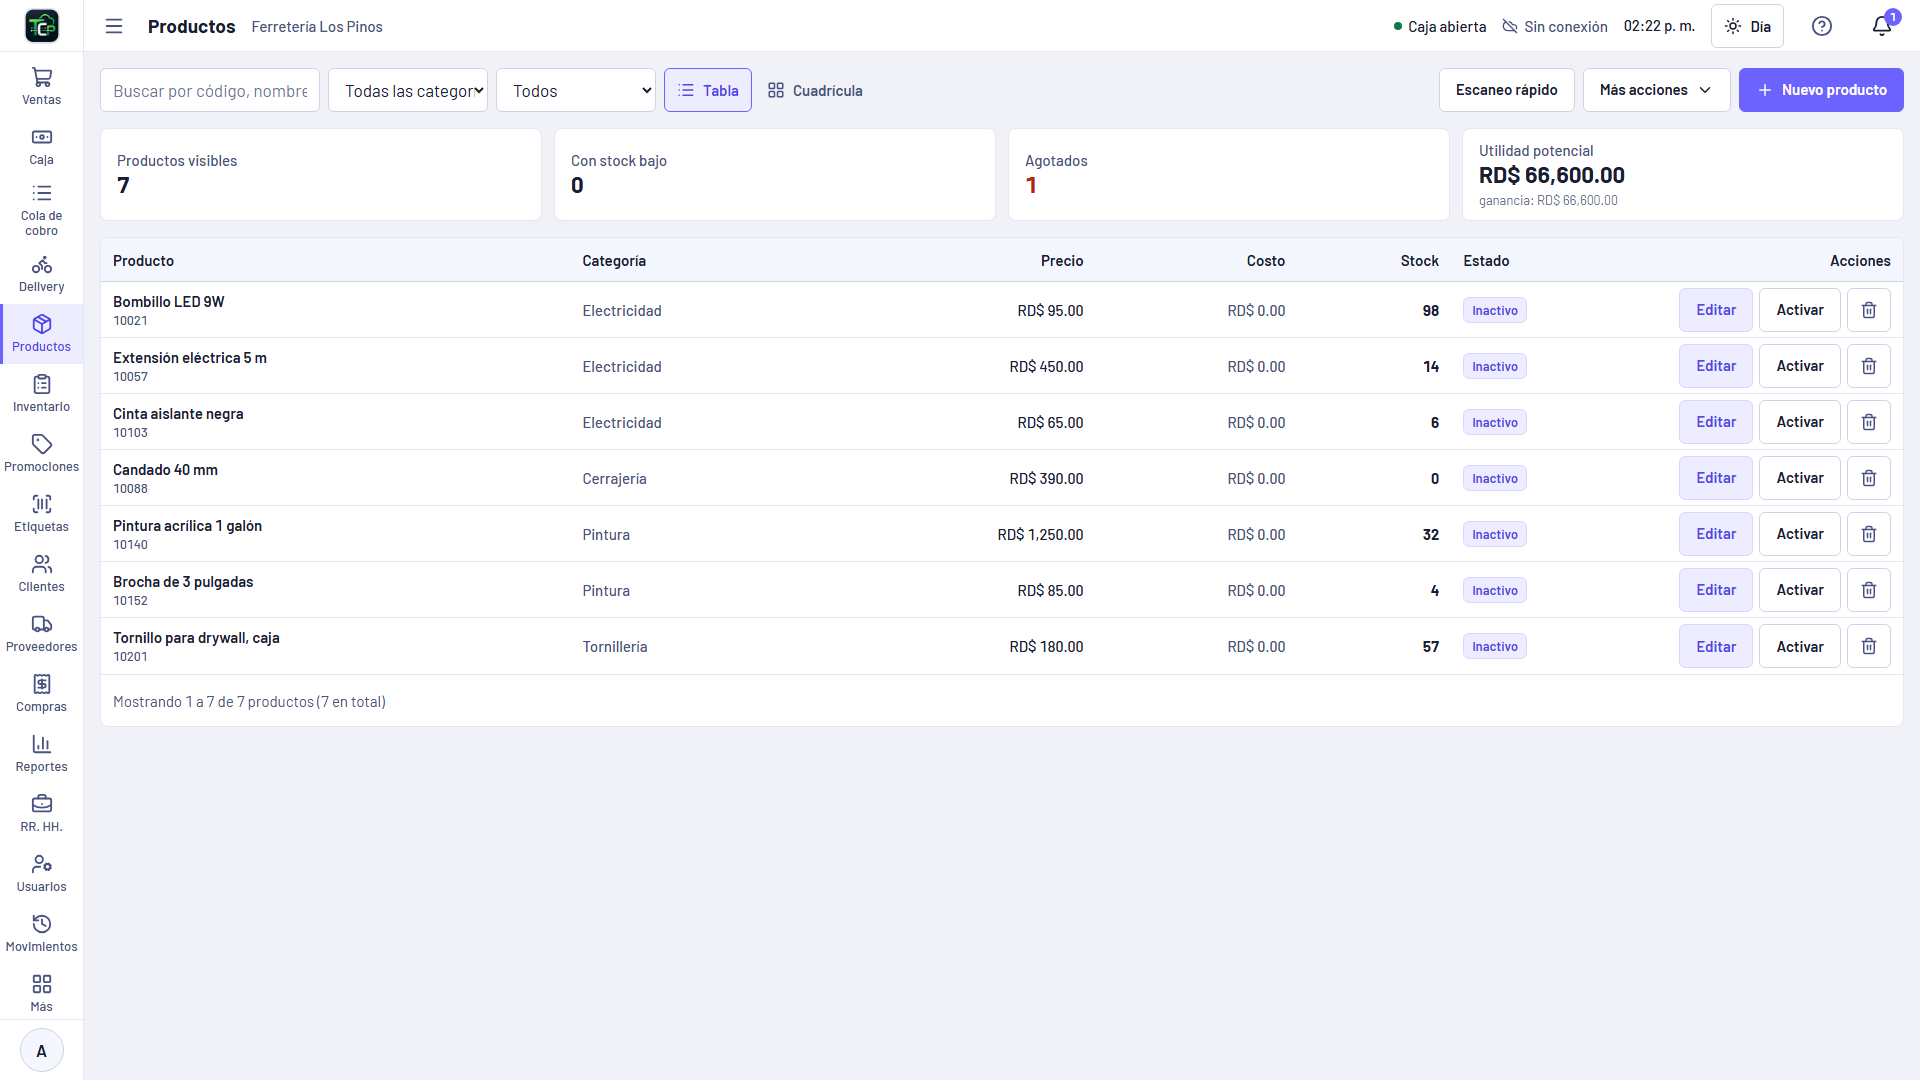 TCP
Productos
Ferretería Los Pinos
Caja abierta
Sin conexión
02:22 p. m.
Día
1
Ventas
Caja
Cola de
cobro
Delivery
Productos
Inventario
Promociones
Etiquetas
Clientes
Proveedores
Compras
Reportes
RR. HH.
Usuarios
Movimientos
Más
A
Buscar por código, nombre
Todas las categor
Todos
Tabla
Cuadrícula
Escaneo rápido
Más acciones
Nuevo producto
Productos visibles
7
Con stock bajo
0
Agotados
1
Utilidad potencial
RD$ 66,600.00
ganancia: RD$ 66,600.00
Producto Categoría Precio Costo Stock Estado Acciones
Bombillo LED 9W
10021
Electricidad RD$ 95.00 RD$ 0.00 98 Inactivo Editar Activar
Extensión eléctrica 5 m
10057
Electricidad RD$ 450.00 RD$ 0.00 14 Inactivo Editar Activar
Cinta aislante negra
10103
Electricidad RD$ 65.00 RD$ 0.00 6 Inactivo Editar Activar
Candado 40 mm
10088
Cerrajería RD$ 390.00 RD$ 0.00 0 Inactivo Editar Activar
Pintura acrílica 1 galón
10140
Pintura RD$ 1,250.00 RD$ 0.00 32 Inactivo Editar Activar
Brocha de 3 pulgadas
10152
Pintura RD$ 85.00 RD$ 0.00 4 Inactivo Editar Activar
Tornillo para drywall, caja
10201
Tornillería RD$ 180.00 RD$ 0.00 57 Inactivo Editar Activar
Mostrando 1 a 7 de 7 productos (7 en total)